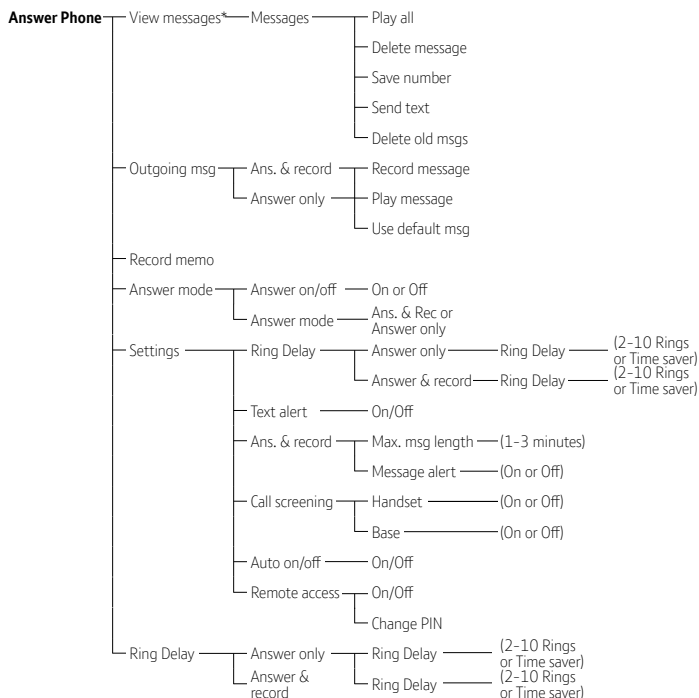 Answer Phone View messages* Messages Play all
Delete message
Save number
Send text
Delete old msgs
Outgoing msg Ans. & record Record message
Answer only Play message
Use default msg
Record memo
Answer mode Answer on/off On or Off
Answer mode Ans. & Rec or
Answer only
Settings Ring Delay Answer only Ring Delay (2-10 Rings
or Time saver)
Answer & record Ring Delay (2-10 Rings
or Time saver)
Text alert On/Off
Ans. & record Max. msg length (1-3 minutes)
Message alert (On or Off)
Call screening Handset (On or Off)
Base (On or Off)
Auto on/off On/Off
Remote access On/Off
Change PIN
Ring Delay Answer only Ring Delay (2-10 Rings
or Time saver)
Answer &
record Ring Delay (2-10 Rings
or Time saver)